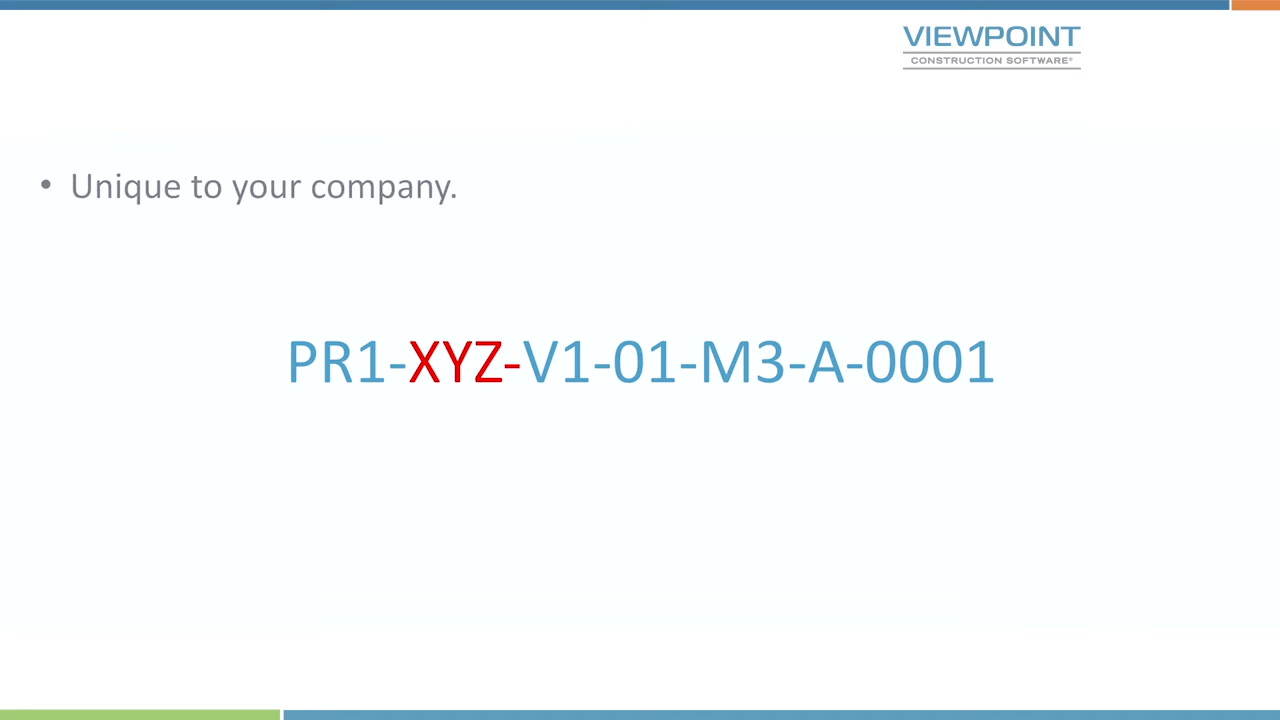 VIEWPOINT
CONSTRUCTION SOFTWARE®
• Unique to your company.
PR1-XYZ-V1-01-M3-A-0001